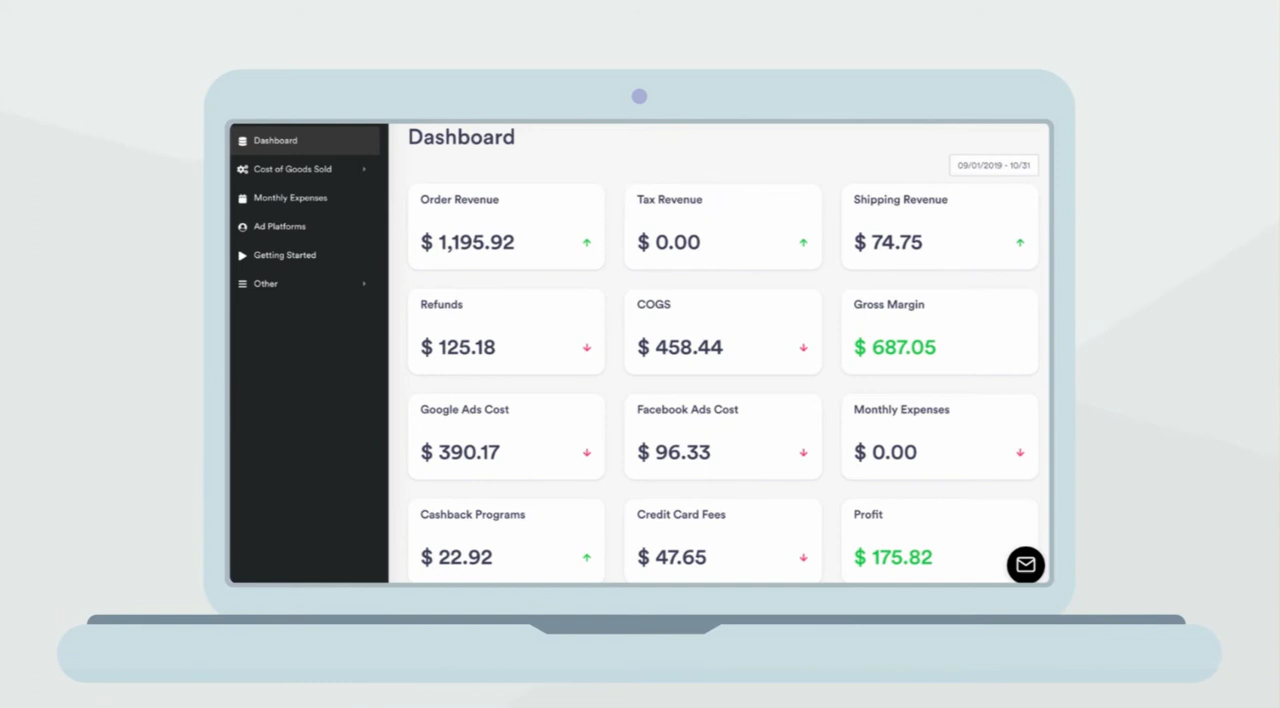 Dashboard
Cost of Goods Sold
Monthly Expenses
Ad Platforms
Getting Started
Other
Dashboard
09/01/2019 - 10/31
Order Revenue
$ 1,195.92
Tax Revenue
$ 0.00
Shipping Revenue
$ 74.75
Refunds
$ 125.18
COGS
$ 458.44
Gross Margin
$ 687.05
Google Ads Cost
$ 390.17
Facebook Ads Cost
$ 96.33
Monthly Expenses
$ 0.00
Cashback Programs
$ 22.92
Credit Card Fees
$ 47.65
Profit
$ 175.82